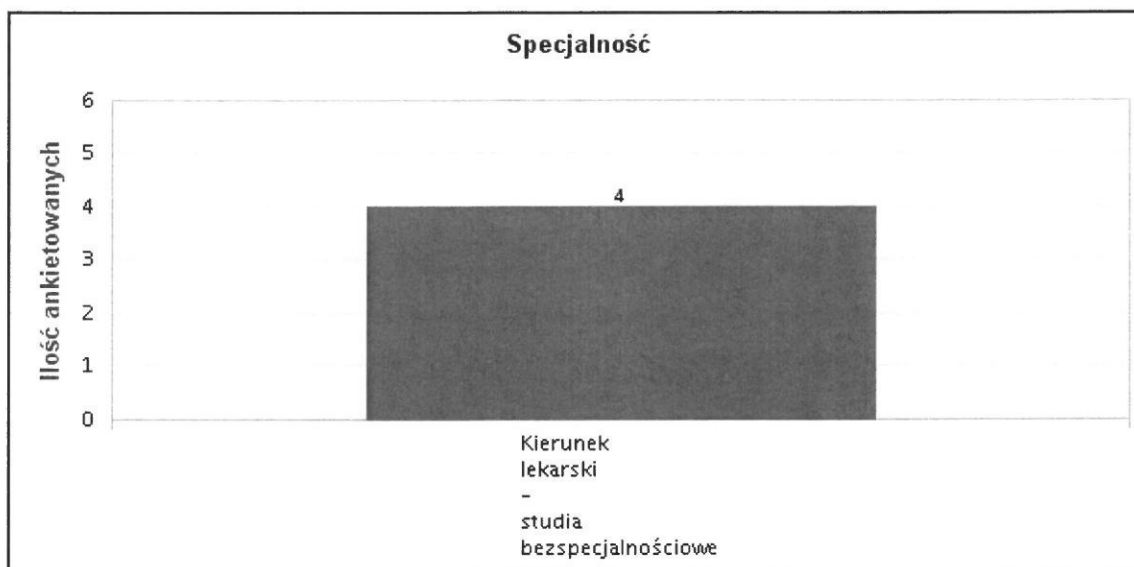 Specjalność
Ilość ankietowanych
6
5
4
3
2
1
0
4
Kierunek
lekarski
-
studia
bezspecjalnościowe